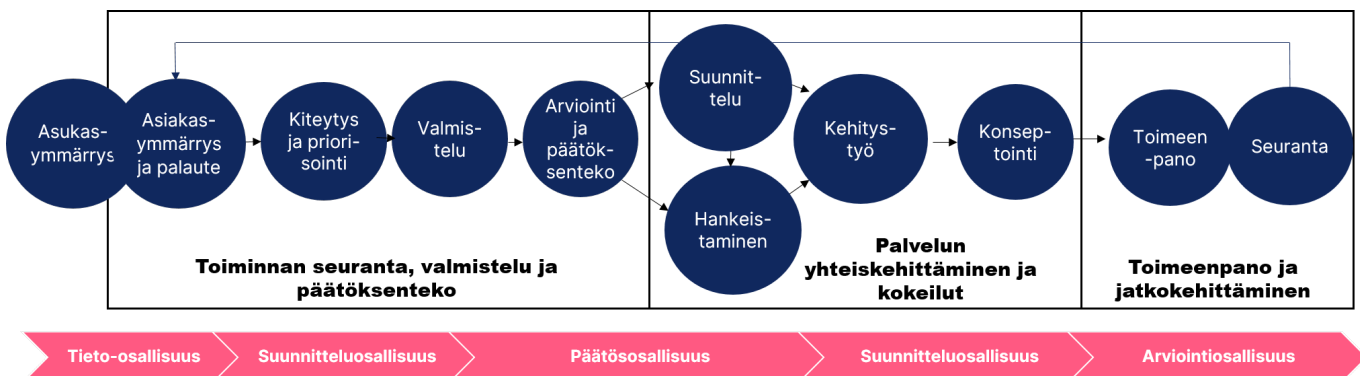 Asukas-
ymmärrys
Asiakas-
ymmärrys
ja palaute
Kiteytys
ja priori-
sointi
Valmis-
telu
Arviointi
ja
päätök-
senteko
Suunnit-
telu
Hankeis-
taminen
Kehitys-
työ
Konsep-
tointi
Toimeen
-pano
Seuranta
Toiminnan seuranta, valmistelu ja
päätöksenteko
Palvelun
yhteiskehittäminen ja
kokeilut
Toimeenpano ja
jatkokehittäminen
Tieto-osallisuus
Suunnitteluosallisuus
Päätösosallisuus
Suunnitteluosallisuus
Arviointiosallisuus